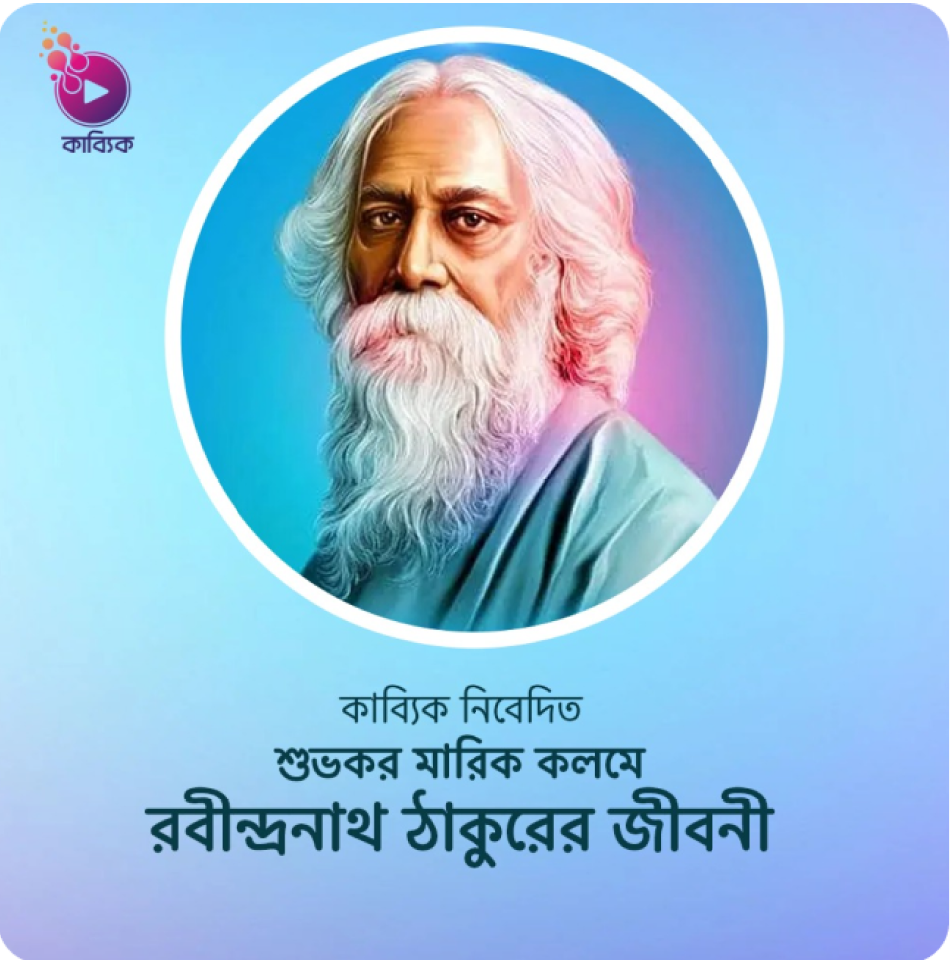 কাব্যিক
কাব্যিক নিবেদিত
শুভকর মারিক কলমে
রবীন্দ্রনাথ ঠাকুরের জীবনী